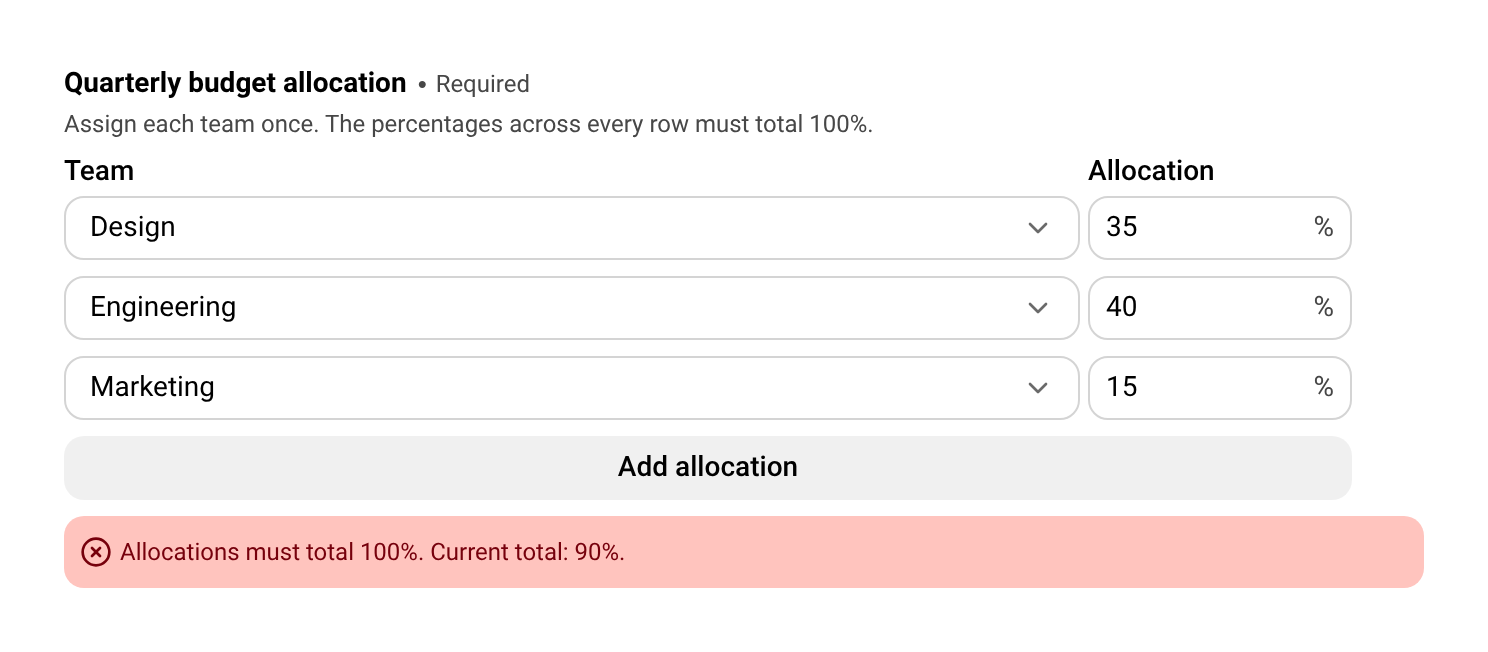 Quarterly budget allocation • Required
Assign each team once. The percentages across every row must total 100%.
Team Allocation
Design 35 %
Engineering 40 %
Marketing 15 %
Add allocation
Allocations must total 100%. Current total: 90%.